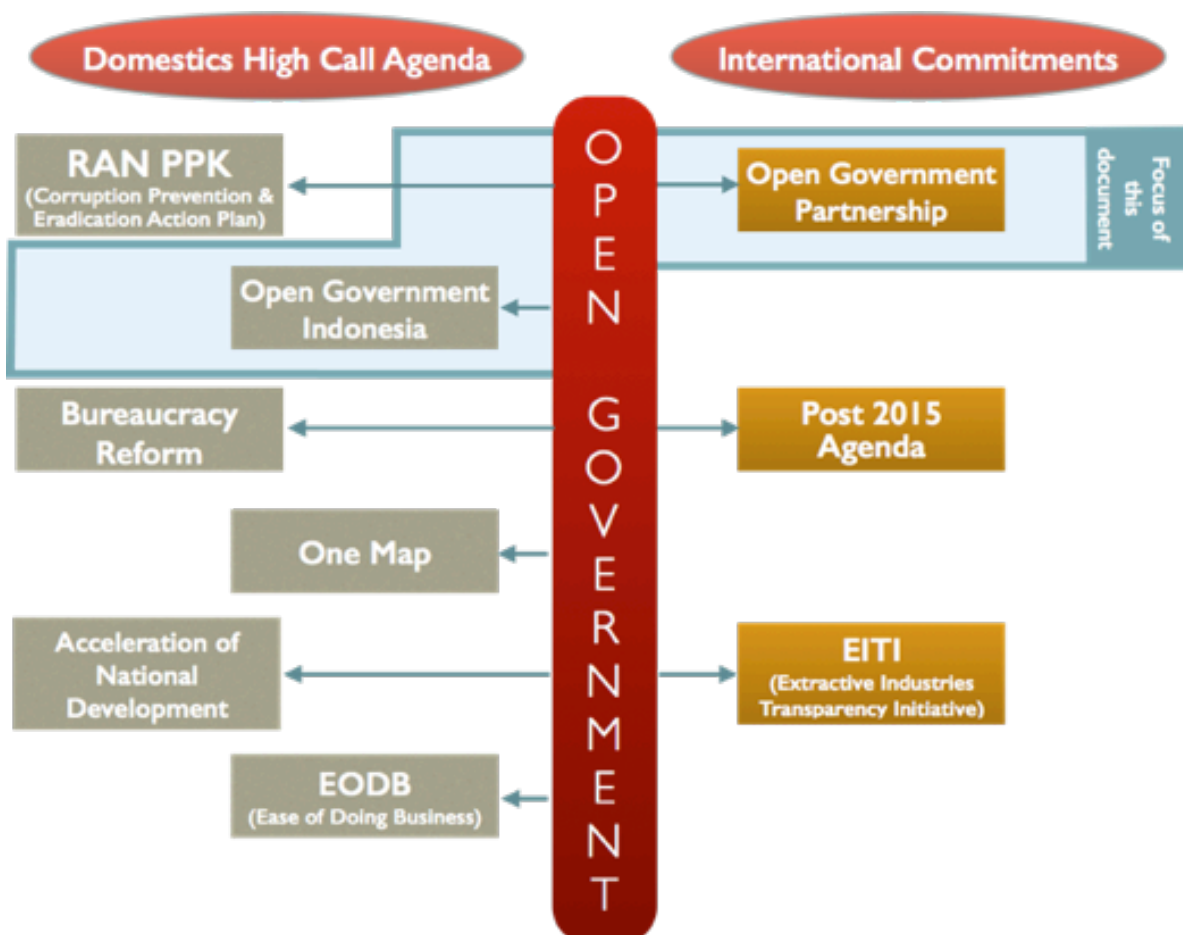 Domestics High Call Agenda
International Commitments
RAN PPK
(Corruption Prevention &
Eradication Action Plan)
Open Government
Indonesia
Bureaucracy
Reform
One Map
Acceleration of
National
Development
EODB
(Ease of Doing Business)
OPEN GOVERNMENT
Open Government
Partnership
Focus of
this
document
Post 2015
Agenda
EITI
(Extractive Industries
Transparency Initiative)